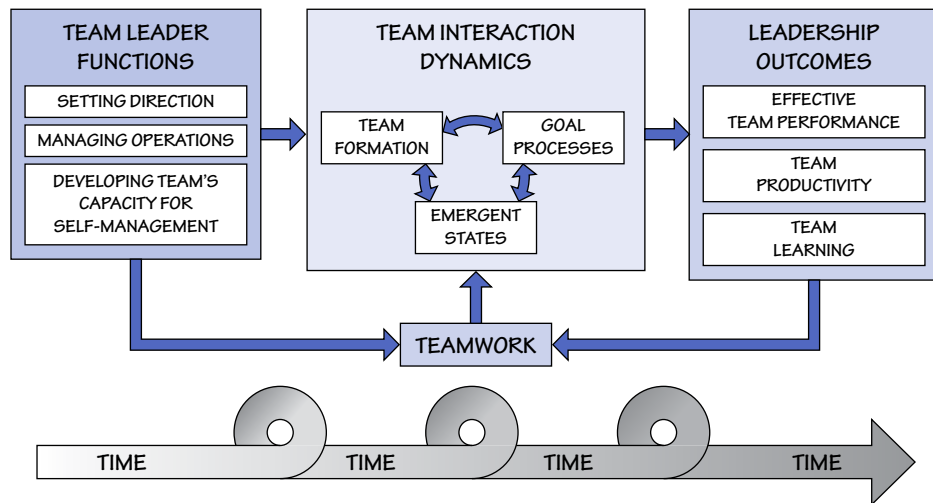 TEAM LEADER
FUNCTIONS
SETTING DIRECTION
MANAGING OPERATIONS
DEVELOPING TEAM'S
CAPACITY FOR
SELF-MANAGEMENT
TEAM INTERACTION
DYNAMICS
TEAM
FORMATION
GOAL
PROCESSES
EMERGENT
STATES
LEADERSHIP
OUTCOMES
EFFECTIVE
TEAM PERFORMANCE
TEAM
PRODUCTIVITY
TEAM
LEARNING
TEAMWORK
TIME TIME TIME TIME